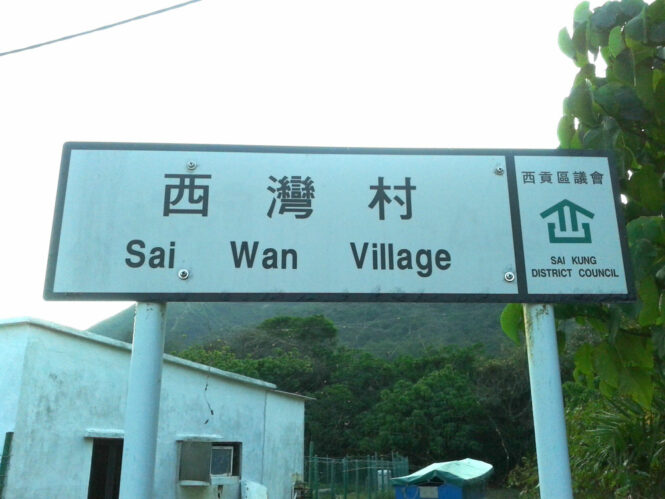 西灣村
Sai Wan Village
西貢區議會
SAI KUNG
DISTRICT COUNCIL